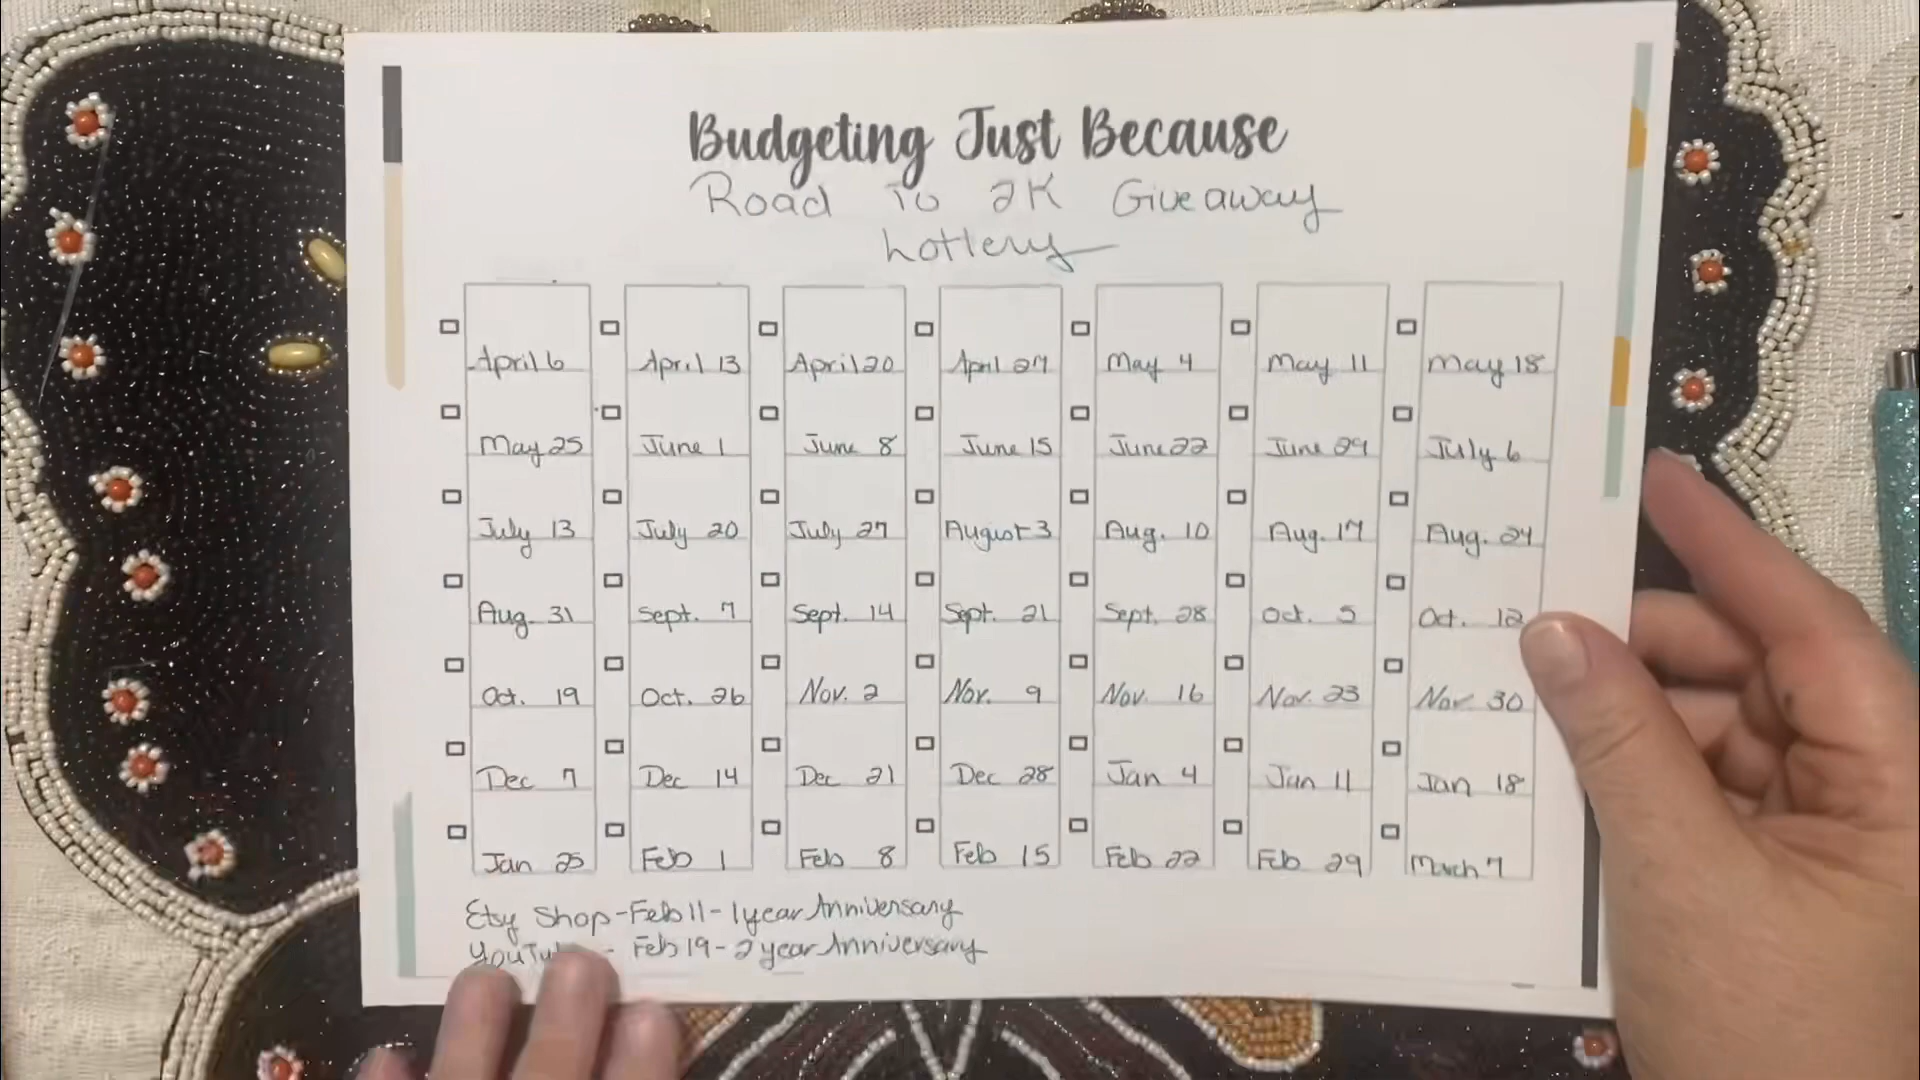 Budgeting Just Because
Road To 2K Giveaway
Lottery
April 6 April 13 April 20 April 27 May 4 May 11 May 18
May 25 June 1 June 8 June 15 June 22 June 29 July 6
July 13 July 20 July 27 August 3 Aug. 10 Aug. 17 Aug. 24
Aug. 31 Sept. 7 Sept. 14 Sept. 21 Sept. 28 Oct. 5 Oct. 12
Oct. 19 Oct. 26 Nov. 2 Nov. 9 Nov. 16 Nov. 23 Nov 30
Dec 7 Dec 14 Dec 21 Dec 28 Jan 4 Jan 11 Jan 18
Jan 25 Feb 1 Feb 8 Feb 15 Feb 22 Feb 29 March 7
Etsy Shop - Feb 11 - 1 year Anniversary
YouTube - Feb 19 - 2 year Anniversary